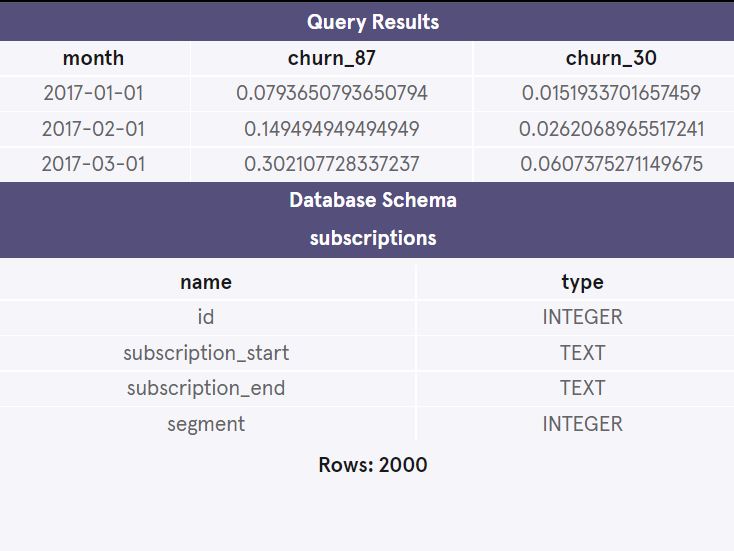 Query Results
month churn_87 churn_30
2017-01-01 0.0793650793650794 0.0151933701657459
2017-02-01 0.149494949494949 0.0262068965517241
2017-03-01 0.302107728337237 0.0607375271149675
Database Schema
subscriptions
name type
id INTEGER
subscription_start TEXT
subscription_end TEXT
segment INTEGER
Rows: 2000